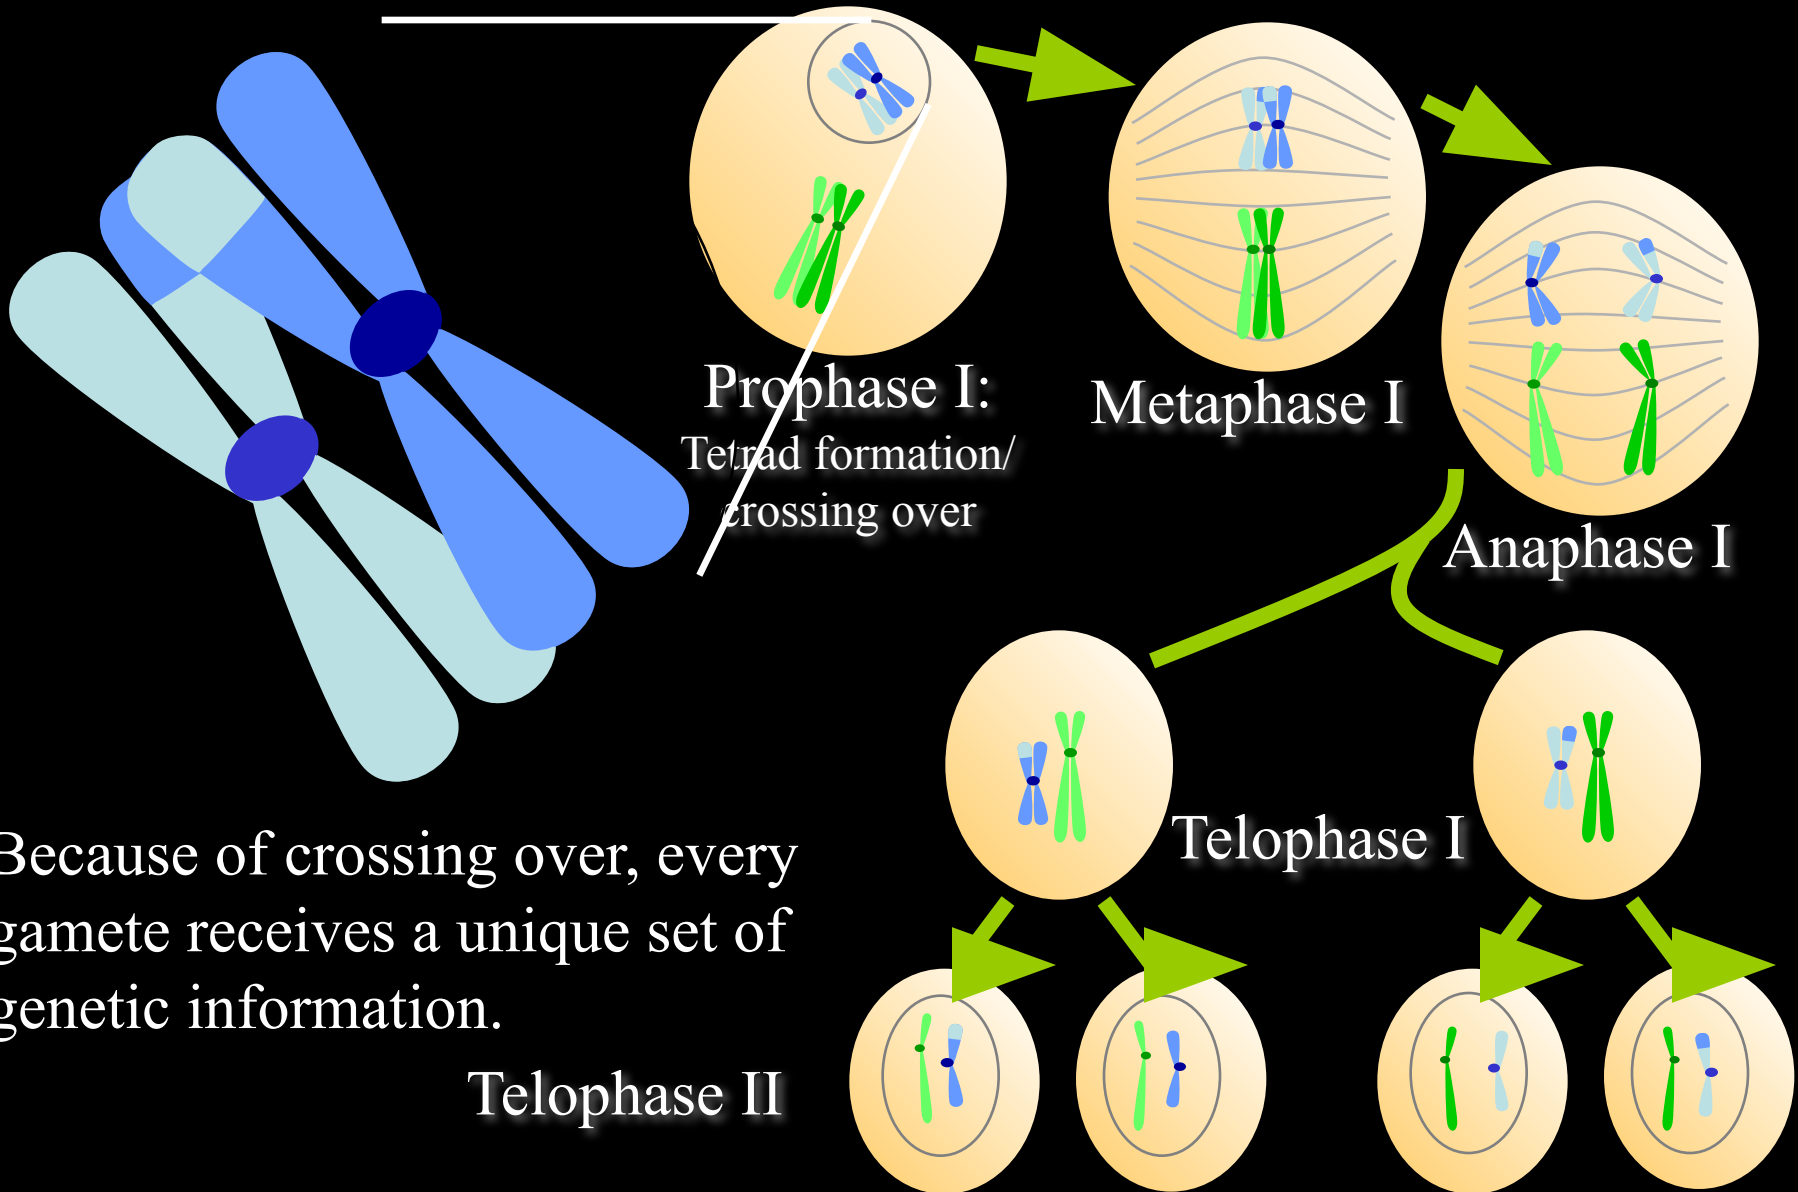 Prophase I:
Tetrad formation/
crossing over
Metaphase I
Anaphase I
Telophase I
Because of crossing over, every
gamete receives a unique set of
genetic information.
Telophase II